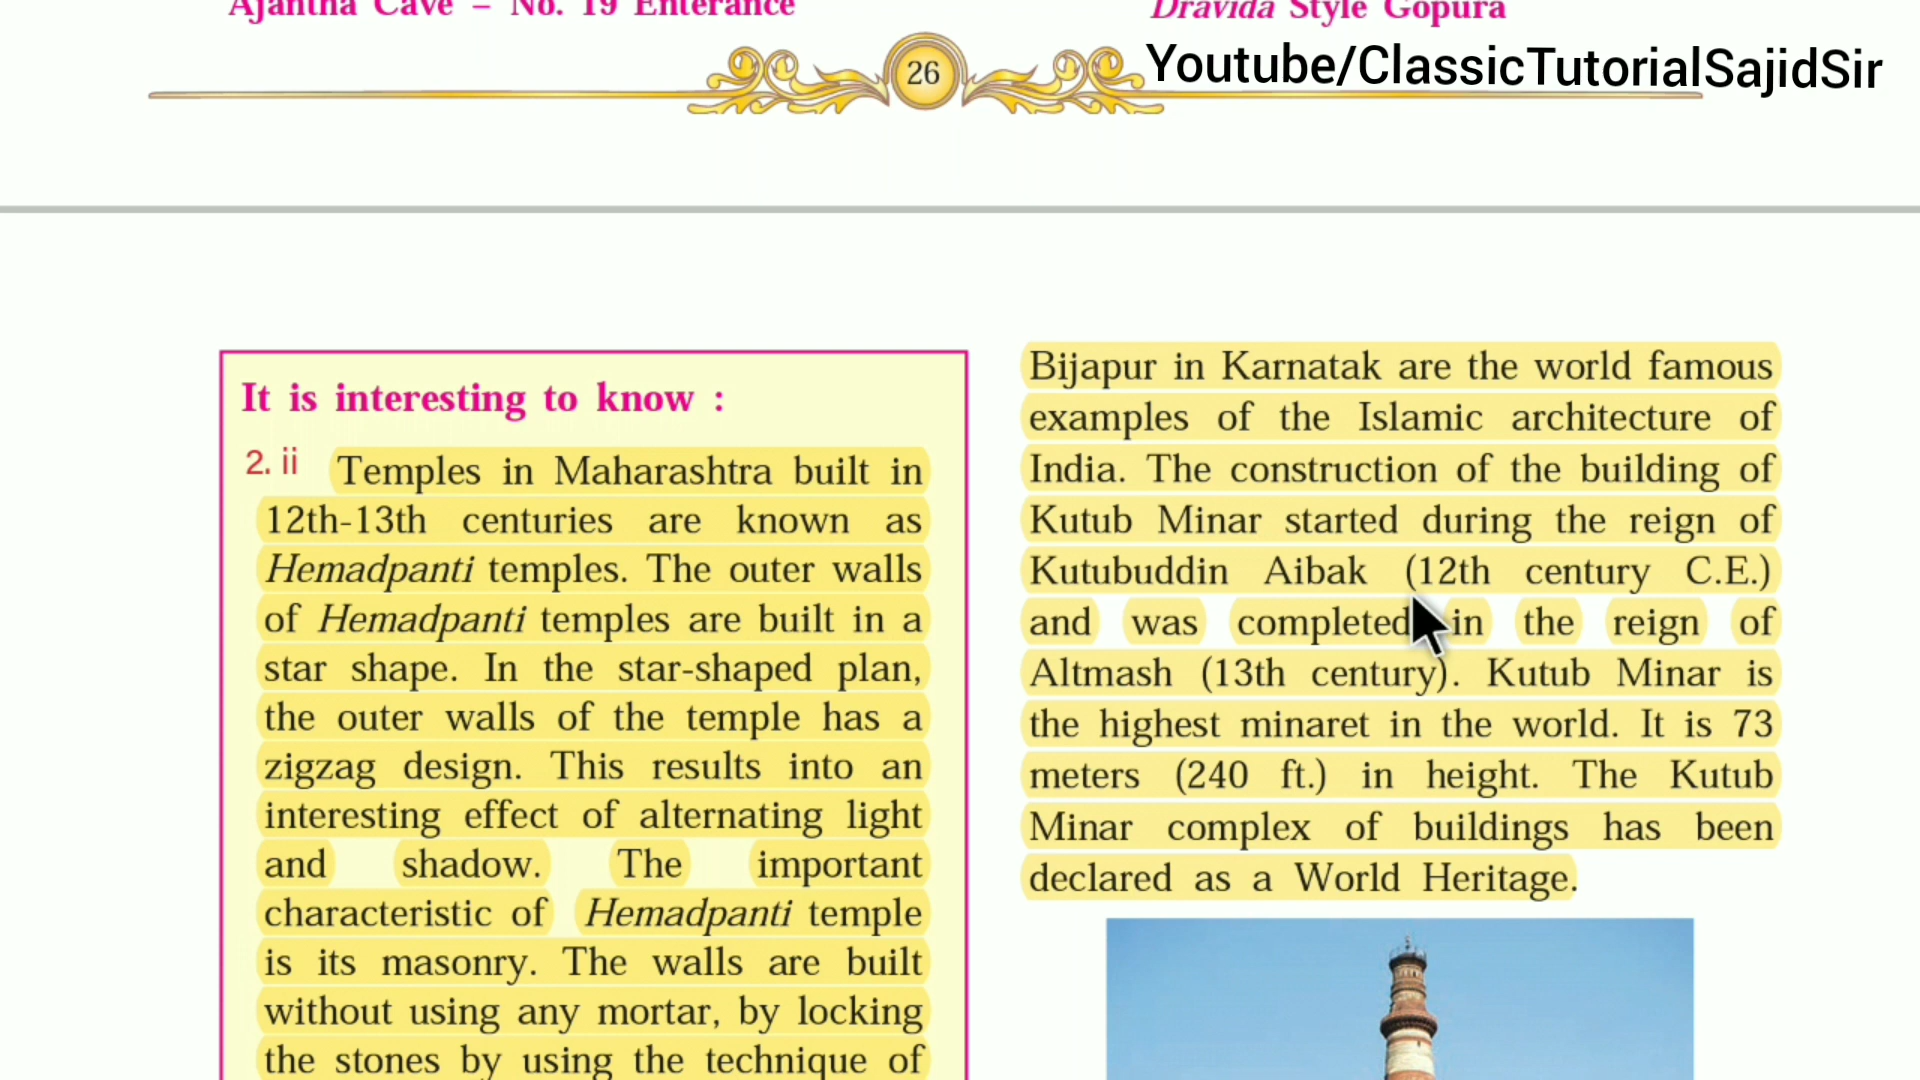 Ajantha Cave – No. 19 Enterance
Dravida Style Gopura
26
Youtube/ClassicTutorialSajidSir
It is interesting to know :
2. ii
Temples in Maharashtra built in
12th-13th centuries are known as
Hemadpanti temples. The outer walls
of Hemadpanti temples are built in a
star shape. In the star-shaped plan,
the outer walls of the temple has a
zigzag design. This results into an
interesting effect of alternating light
and shadow. The important
characteristic of Hemadpanti temple
is its masonry. The walls are built
without using any mortar, by locking
the stones by using the technique of
Bijapur in Karnatak are the world famous
examples of the Islamic architecture of
India. The construction of the building of
Kutub Minar started during the reign of
Kutubuddin Aibak (12th century C.E.)
and was completed in the reign of
Altmash (13th century). Kutub Minar is
the highest minaret in the world. It is 73
meters (240 ft.) in height. The Kutub
Minar complex of buildings has been
declared as a World Heritage.